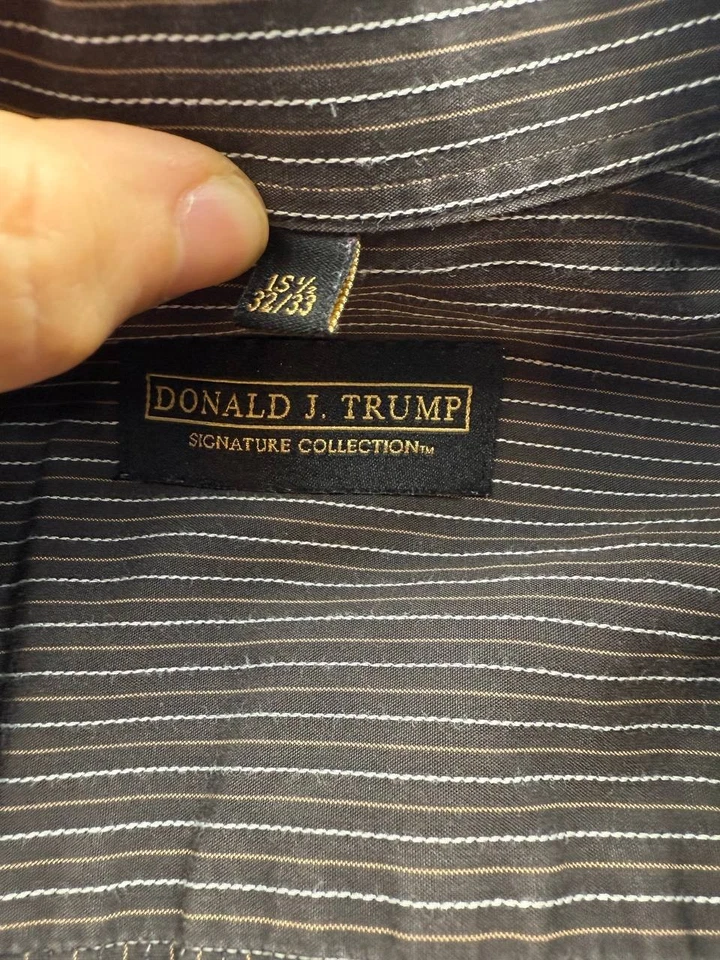 15½
32/33
DONALD J. TRUMP
SIGNATURE COLLECTION™